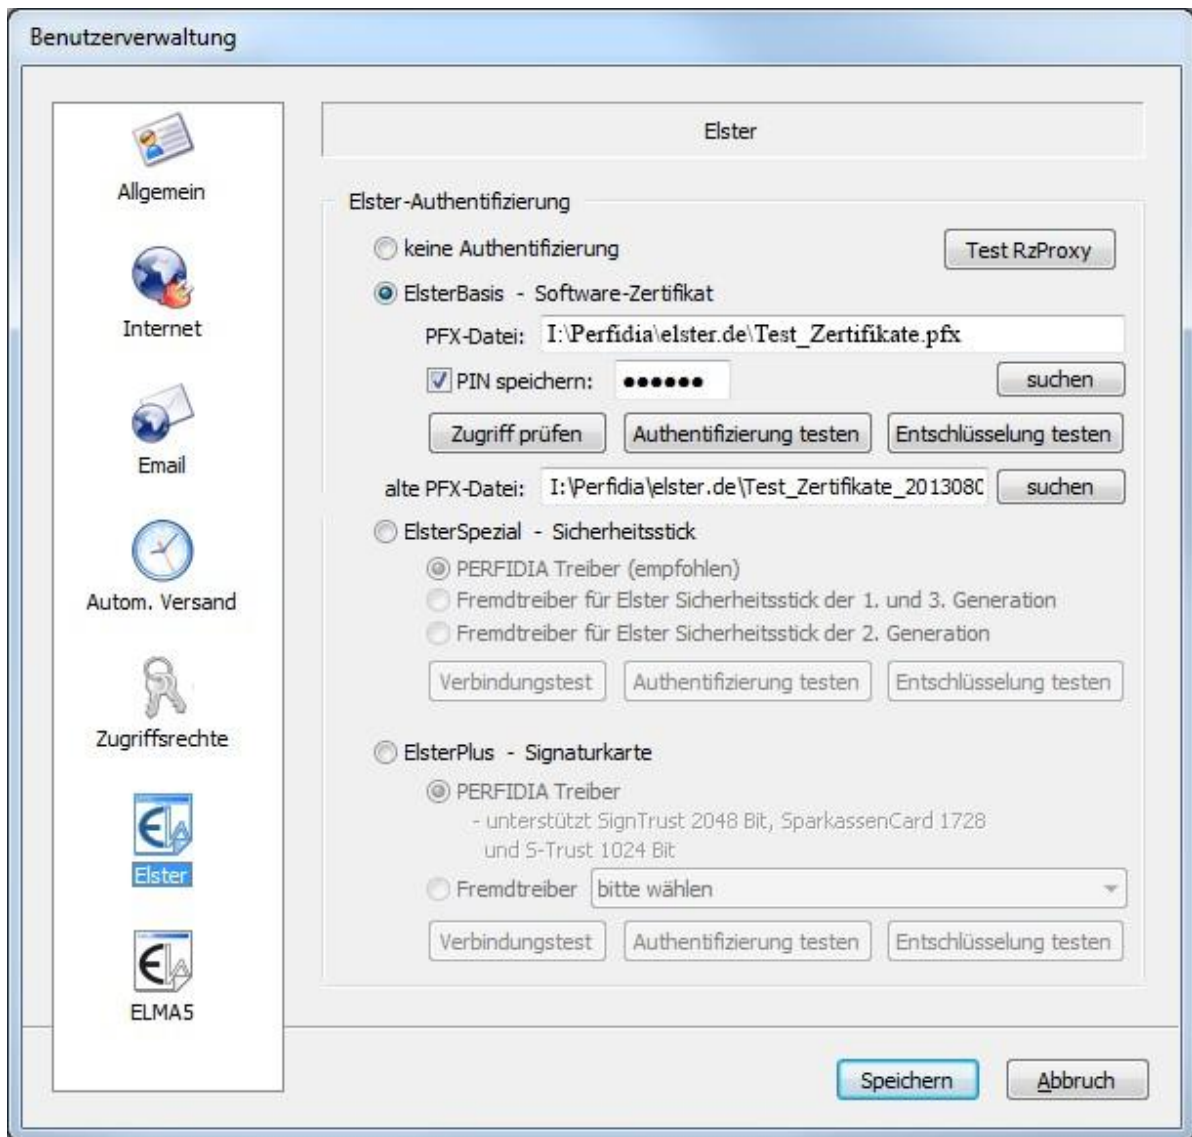 Benutzerverwaltung
Allgemein
Internet
Email
Autom. Versand
Zugriffsrechte
Elster
ELMA5
Elster
Elster-Authentifizierung
keine Authentifizierung
Test RzProxy
ElsterBasis - Software-Zertifikat
PFX-Datei: I:\Perfidia\elster.de\Test_Zertifikate.pfx
PIN speichern: ●●●●●● suchen
Zugriff prüfen Authentifizierung testen Entschlüsselung testen
alte PFX-Datei: I:\Perfidia\elster.de\Test_Zertifikate_2013080 suchen
ElsterSpezial - Sicherheitsstick
PERFIDIA Treiber (empfohlen)
Fremdtreiber für Elster Sicherheitsstick der 1. und 3. Generation
Fremdtreiber für Elster Sicherheitsstick der 2. Generation
Verbindungstest Authentifizierung testen Entschlüsselung testen
ElsterPlus - Signaturkarte
PERFIDIA Treiber
- unterstützt SignTrust 2048 Bit, SparkassenCard 1728
und S-Trust 1024 Bit
Fremdtreiber bitte wählen
Verbindungstest Authentifizierung testen Entschlüsselung testen
Speichern Abbruch